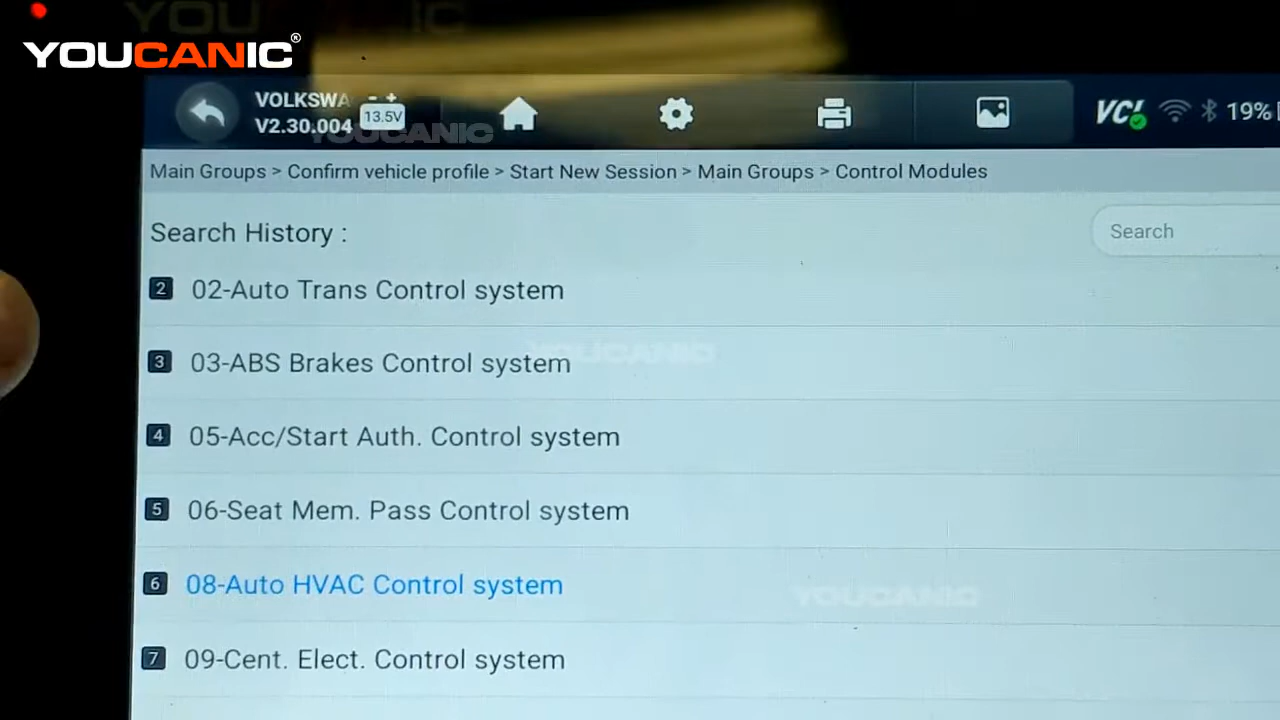 YOUCANIC®
VOLKSWA
V2.30.004
13.5V
VCI
19%
YOUCANIC
Main Groups > Confirm vehicle profile > Start New Session > Main Groups > Control Modules
Search History :
Search
2 02-Auto Trans Control system
3 03-ABS Brakes Control system
YOUCANIC
4 05-Acc/Start Auth. Control system
5 06-Seat Mem. Pass Control system
6 08-Auto HVAC Control system
YOUCANIC
7 09-Cent. Elect. Control system